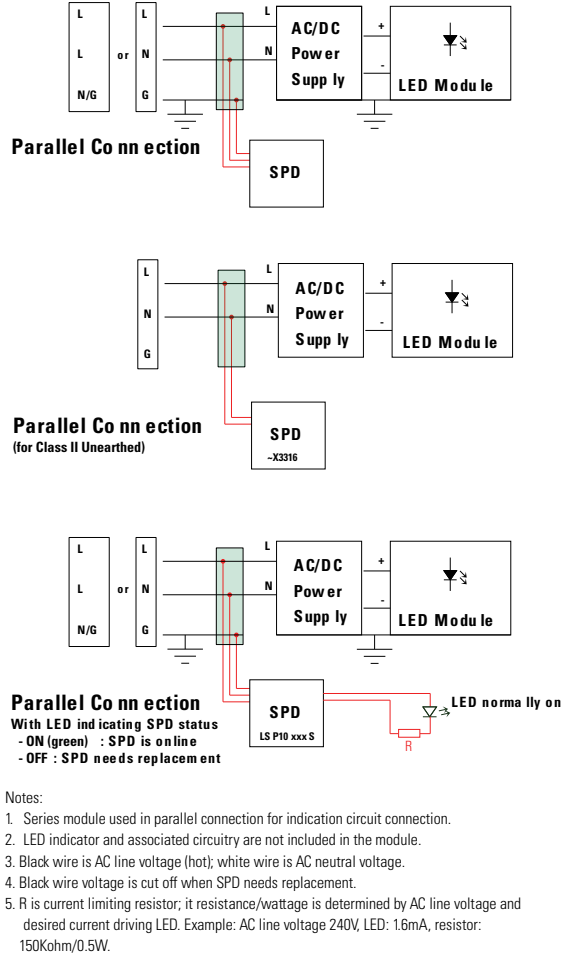 L
L
L
L
or
N
N
N/G
G
AC/DC
Power
Supply
+
-
LED Module
Parallel Connection
SPD
L
L
N
N
G
AC/DC
Power
Supply
+
-
LED Module
Parallel Connection
(for Class II Unearthed)
SPD
~X3316
L
L
L
L
or
N
N
N/G
G
AC/DC
Power
Supply
+
-
LED Module
Parallel Connection
With LED indicating SPD status
- ON (green) : SPD is online
- OFF : SPD needs replacement
SPD
LS P10 xxx S
LED normally on
R
Notes:
1. Series module used in parallel connection for indication circuit connection.
2. LED indicator and associated circuitry are not included in the module.
3. Black wire is AC line voltage (hot); white wire is AC neutral voltage.
4. Black wire voltage is cut off when SPD needs replacement.
5. R is current limiting resistor; it resistance/wattage is determined by AC line voltage and
desired current driving LED. Example: AC line voltage 240V, LED: 1.6mA, resistor:
150Kohm/0.5W.